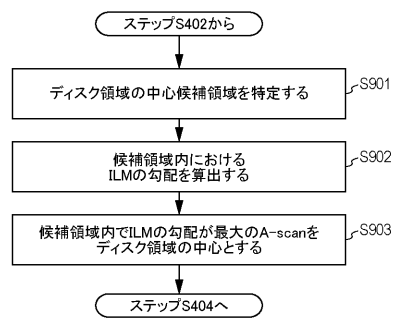 ステップS402から
ディスク領域の中心候補領域を特定する
S901
候補領域内における
ILMの勾配を算出する
S902
候補領域内でILMの勾配が最大のA-scanを
ディスク領域の中心とする
S903
ステップS404へ